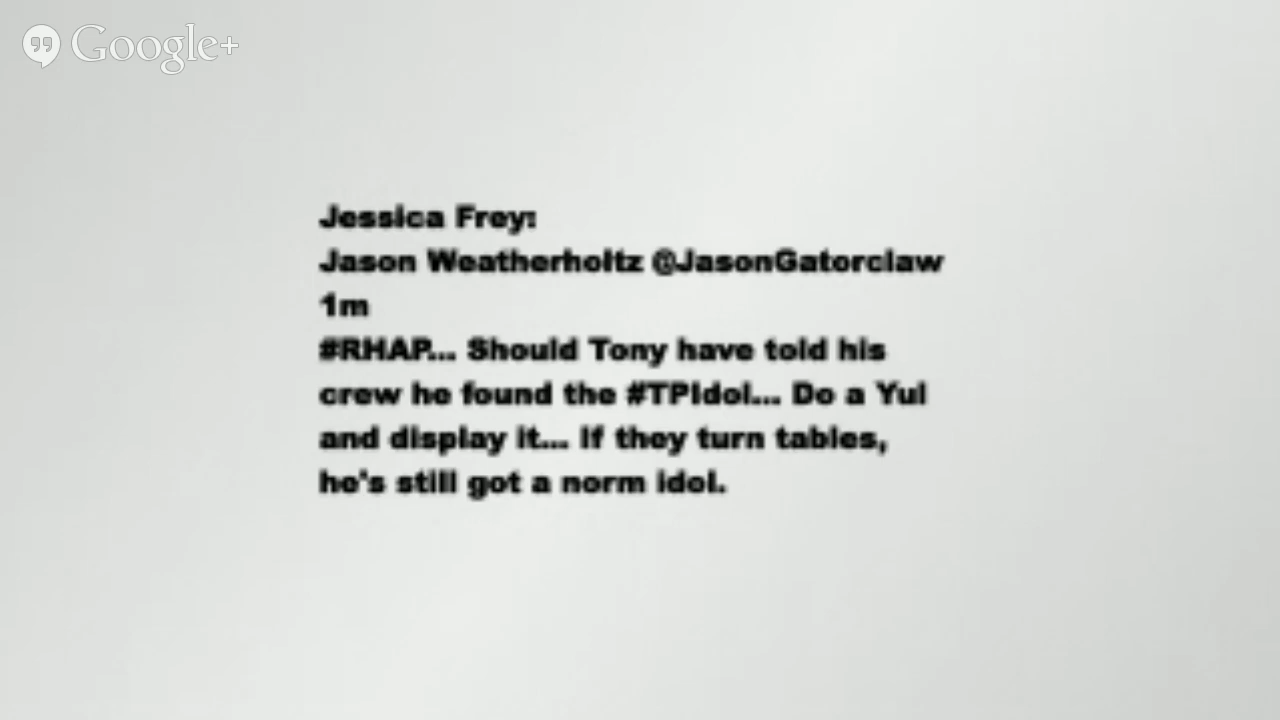 Google+
Jessica Frey:
Jason Weatherholtz @JasonGatorclaw
1m
#RHAP... Should Tony have told his
crew he found the #TPIdol... Do a Yul
and display it... If they turn tables,
he's still got a norm idol.